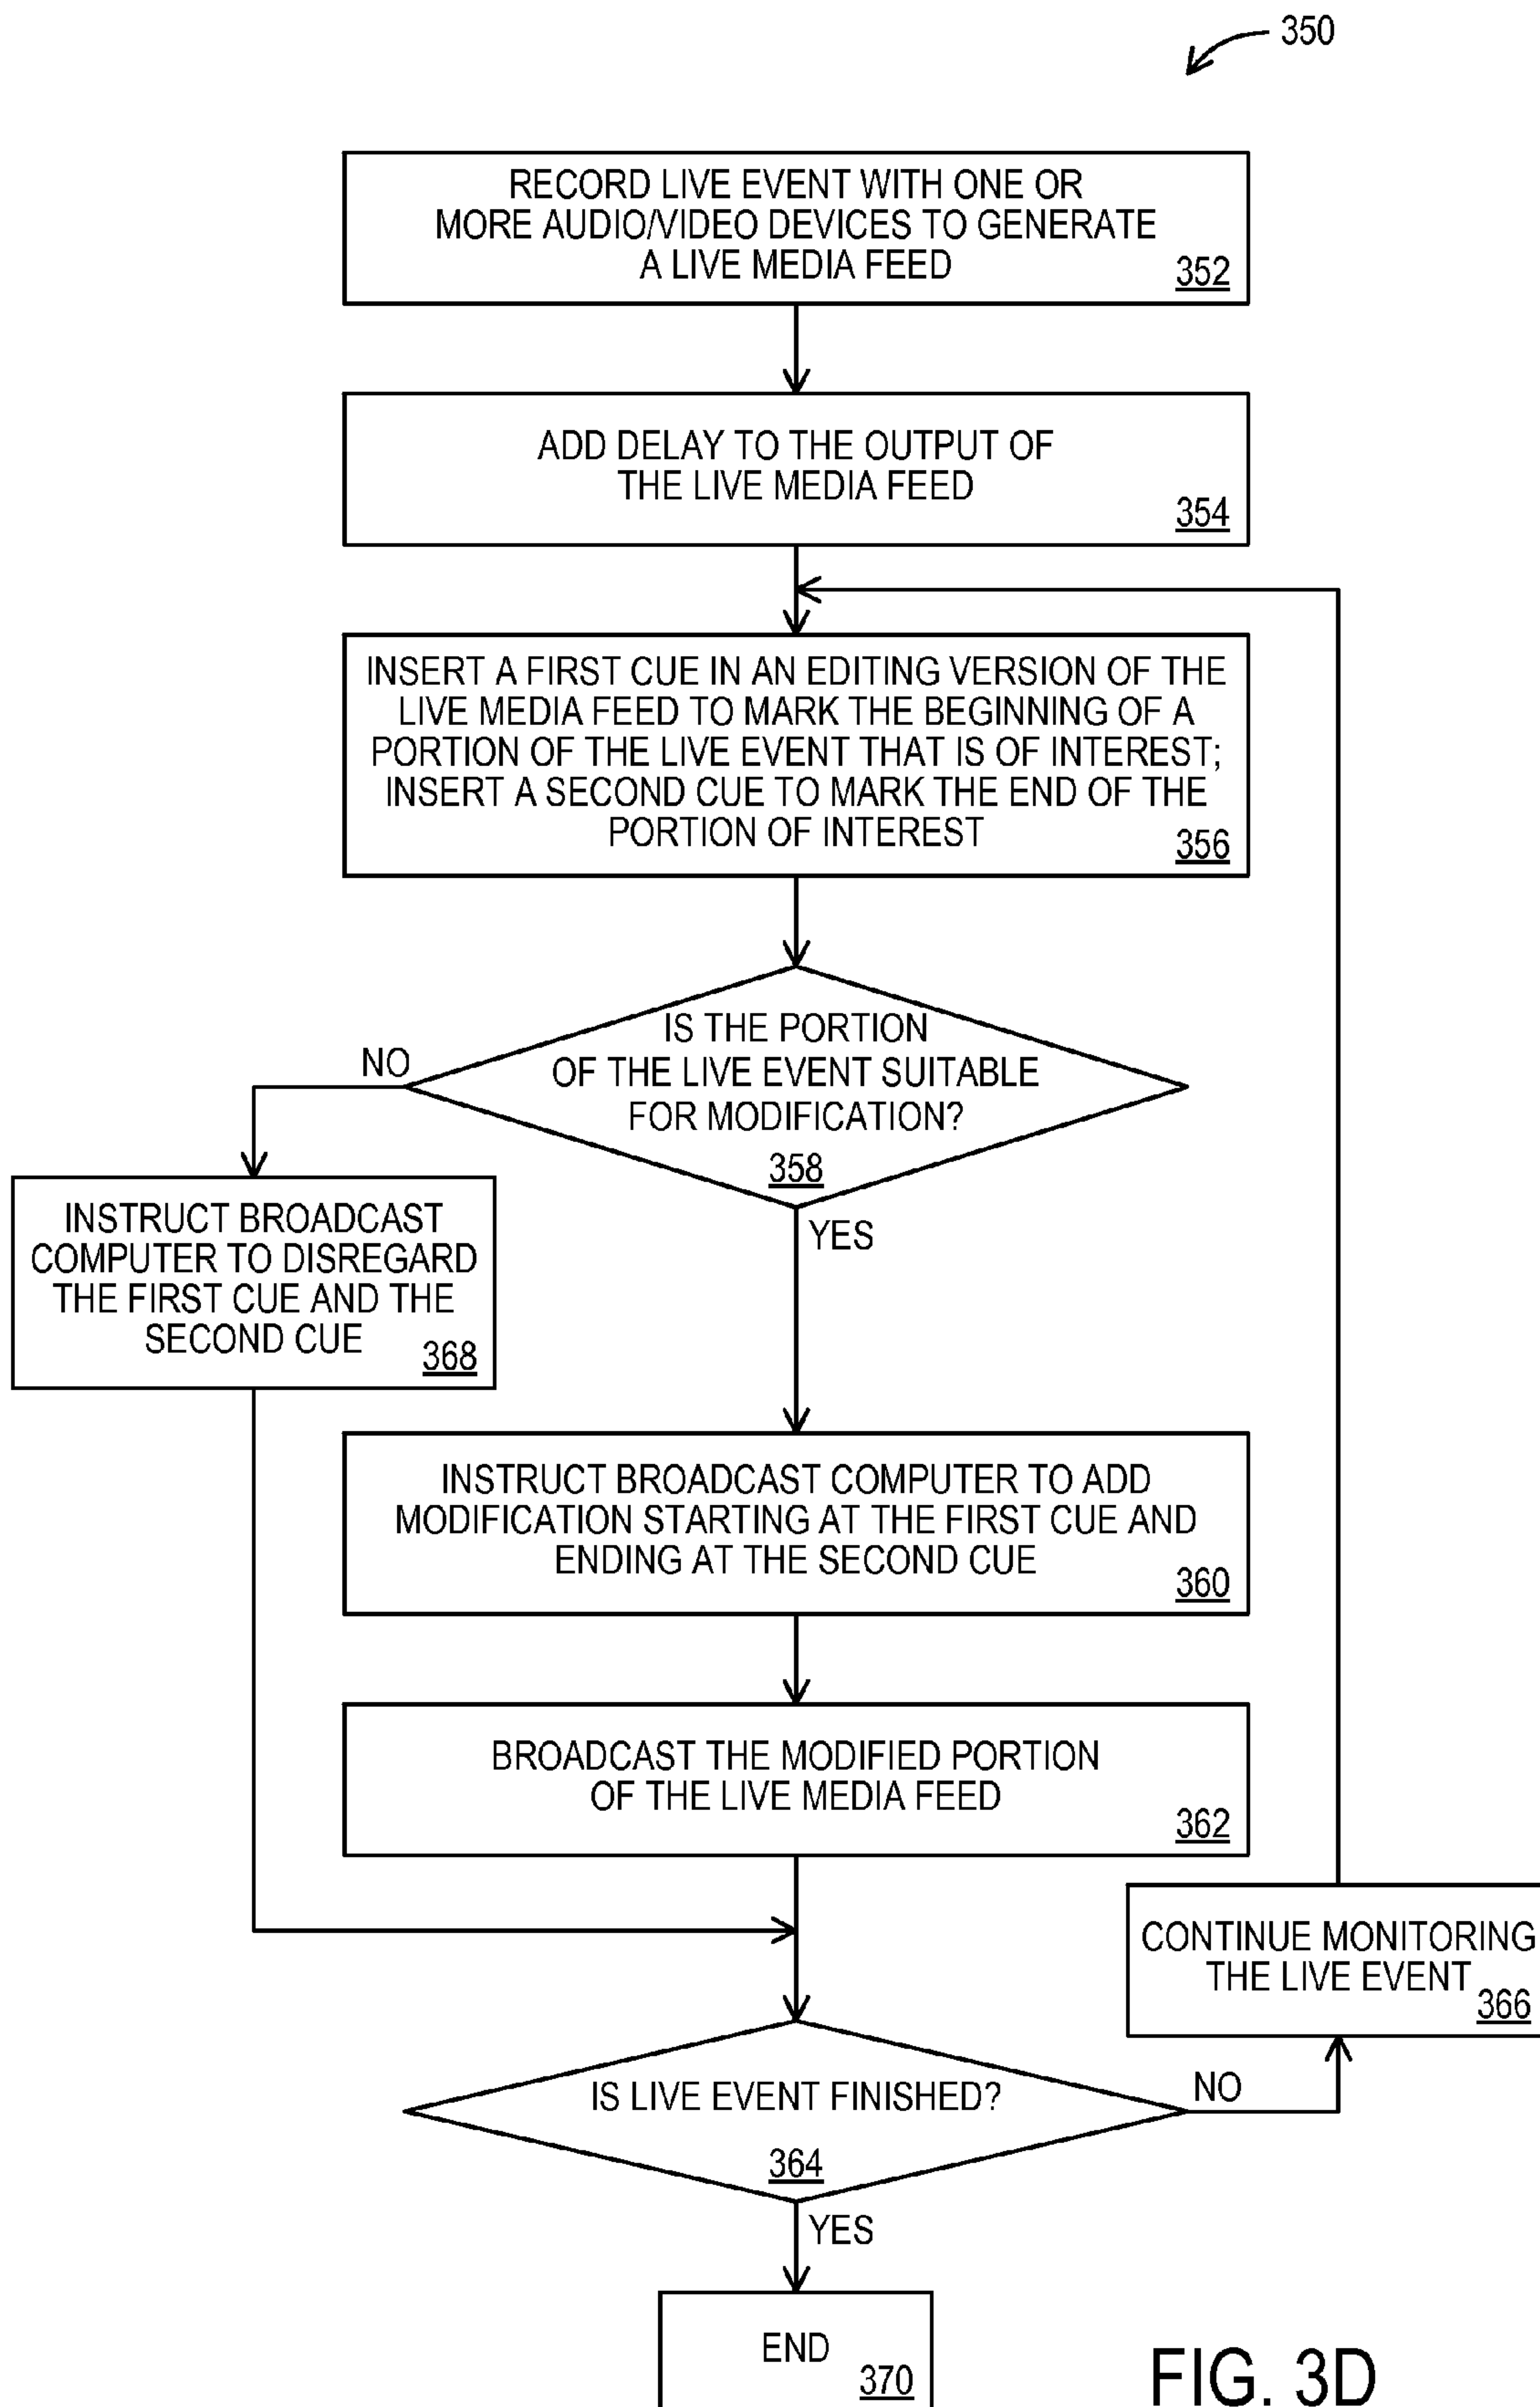 350
RECORD LIVE EVENT WITH ONE OR
MORE AUDIO/VIDEO DEVICES TO GENERATE
A LIVE MEDIA FEED
352
ADD DELAY TO THE OUTPUT OF
THE LIVE MEDIA FEED
354
INSERT A FIRST CUE IN AN EDITING VERSION OF THE
LIVE MEDIA FEED TO MARK THE BEGINNING OF A
PORTION OF THE LIVE EVENT THAT IS OF INTEREST;
INSERT A SECOND CUE TO MARK THE END OF THE
PORTION OF INTEREST
356
IS THE PORTION
OF THE LIVE EVENT SUITABLE
FOR MODIFICATION?
358
NO
YES
INSTRUCT BROADCAST
COMPUTER TO DISREGARD
THE FIRST CUE AND THE
SECOND CUE
368
INSTRUCT BROADCAST COMPUTER TO ADD
MODIFICATION STARTING AT THE FIRST CUE AND
ENDING AT THE SECOND CUE
360
BROADCAST THE MODIFIED PORTION
OF THE LIVE MEDIA FEED
362
CONTINUE MONITORING
THE LIVE EVENT
366
IS LIVE EVENT FINISHED?
364
NO
YES
END
370
FIG. 3D